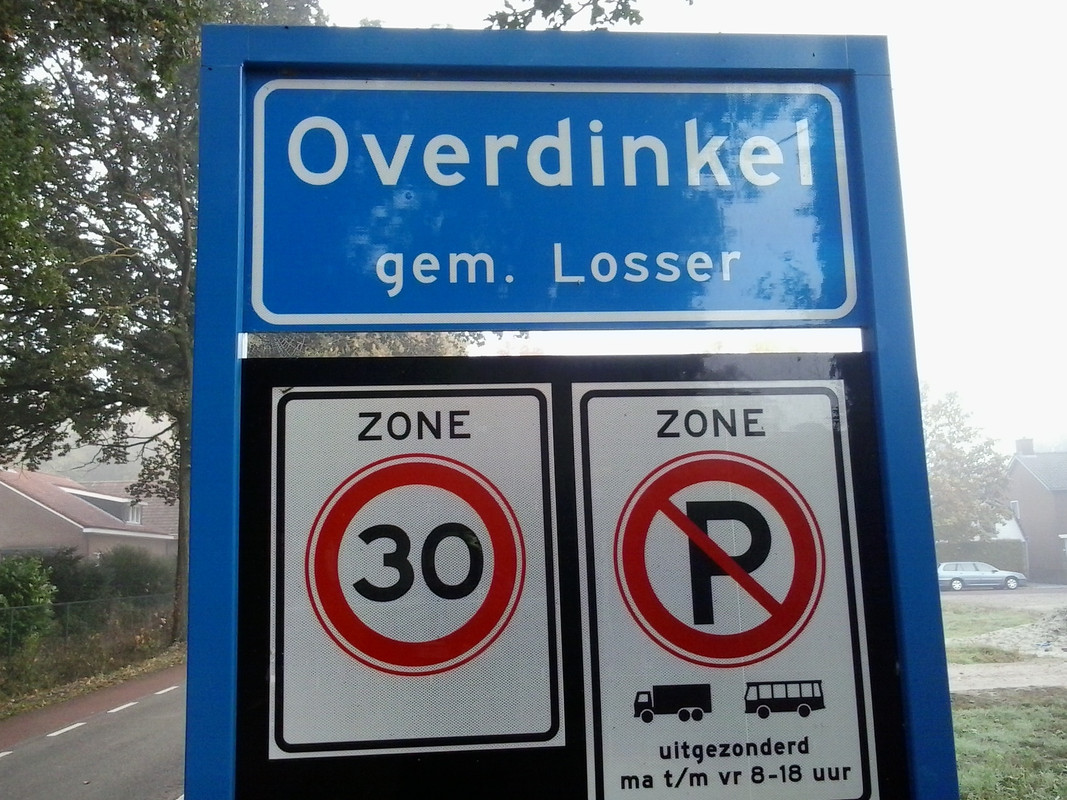 Overdinkel
gem. Losser
ZONE
30
ZONE
P
uitgezonderd
ma t/m vr 8-18 uur